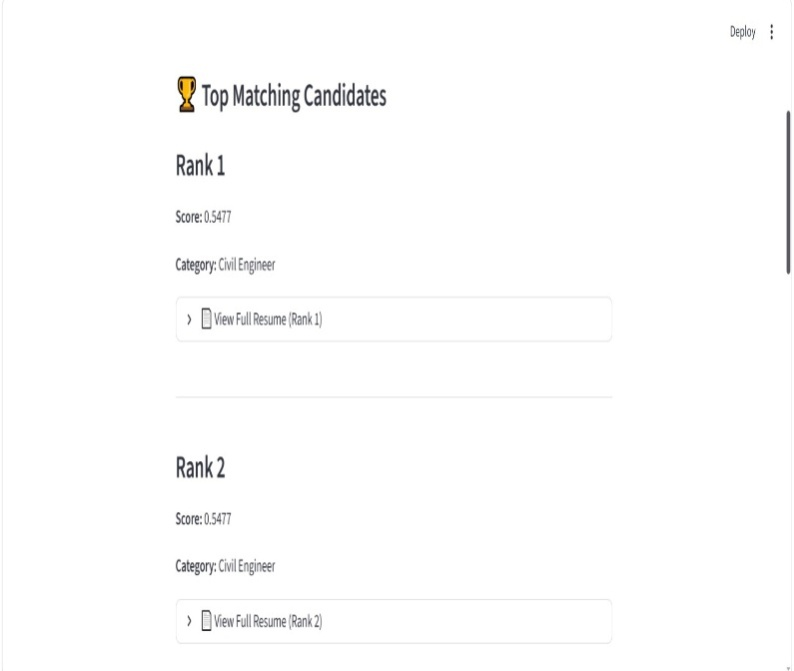 Deploy
🏆 Top Matching Candidates
Rank 1
Score: 0.5477
Category: Civil Engineer
View Full Resume (Rank 1)
Rank 2
Score: 0.5477
Category: Civil Engineer
View Full Resume (Rank 2)